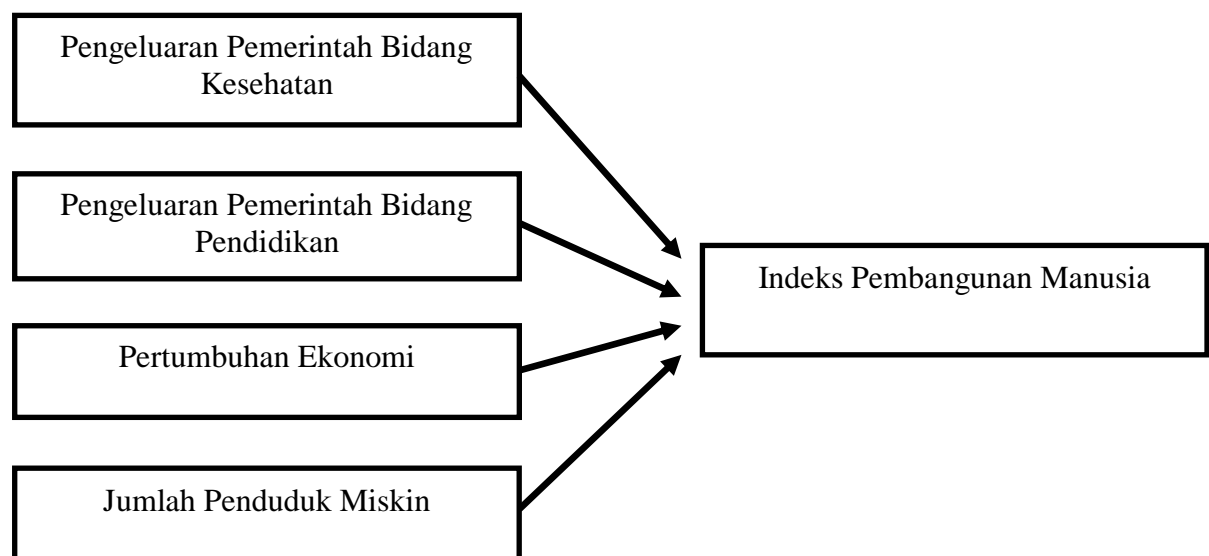 Pengeluaran Pemerintah Bidang
Kesehatan
Pengeluaran Pemerintah Bidang
Pendidikan
Indeks Pembangunan Manusia
Pertumbuhan Ekonomi
Jumlah Penduduk Miskin